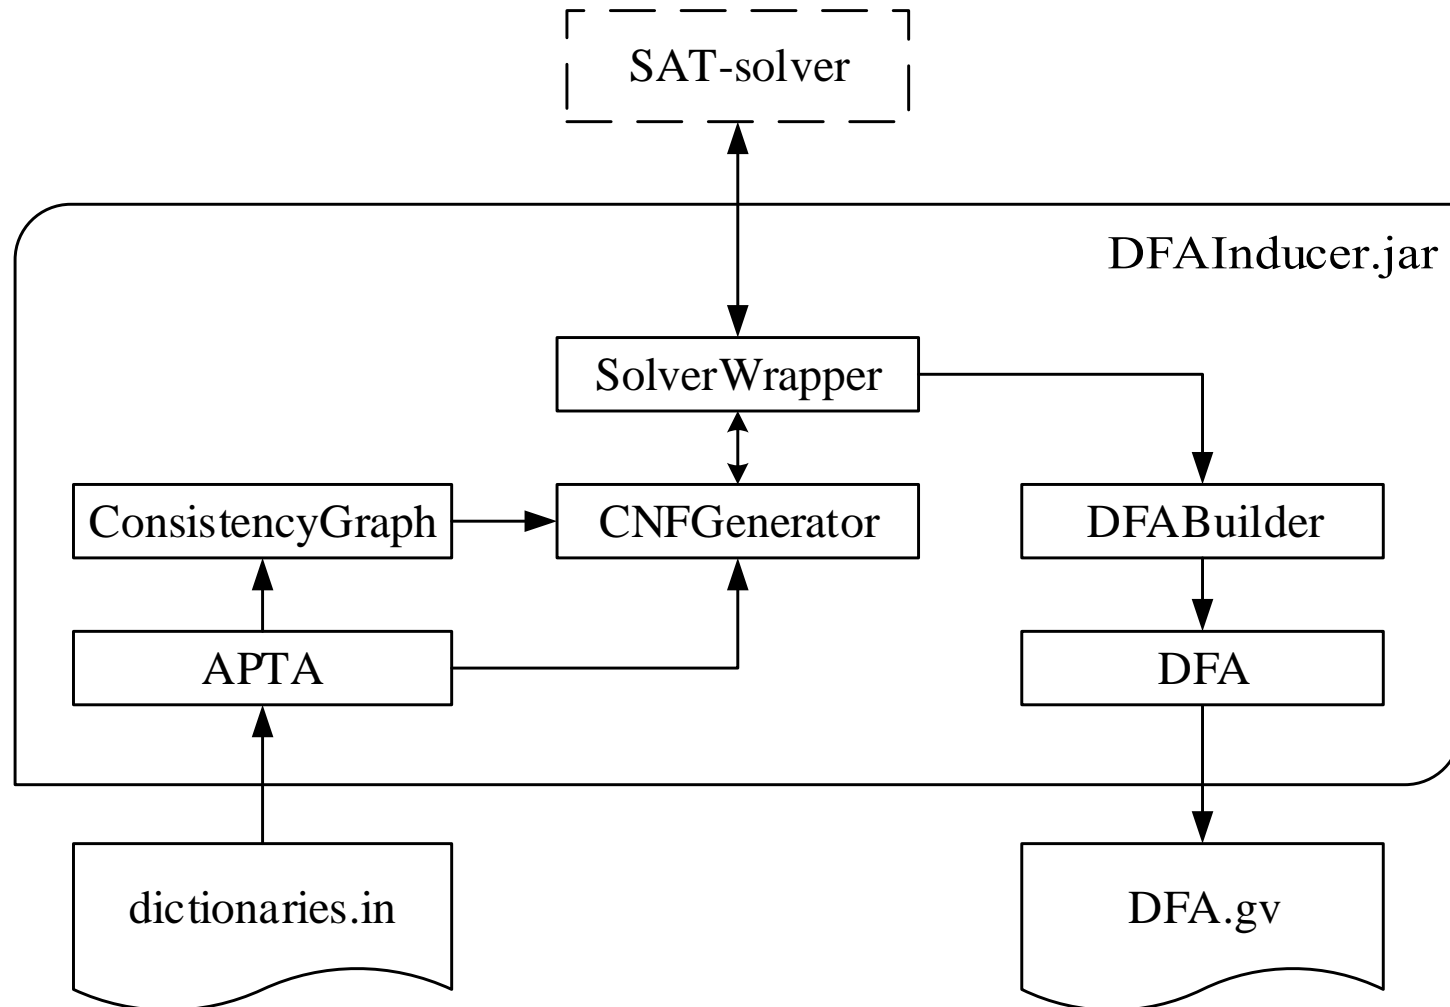 SAT-solver
DFAInducer.jar
SolverWrapper
ConsistencyGraph
CNFGenerator
DFABuilder
APTA
DFA
dictionaries.in
DFA.gv